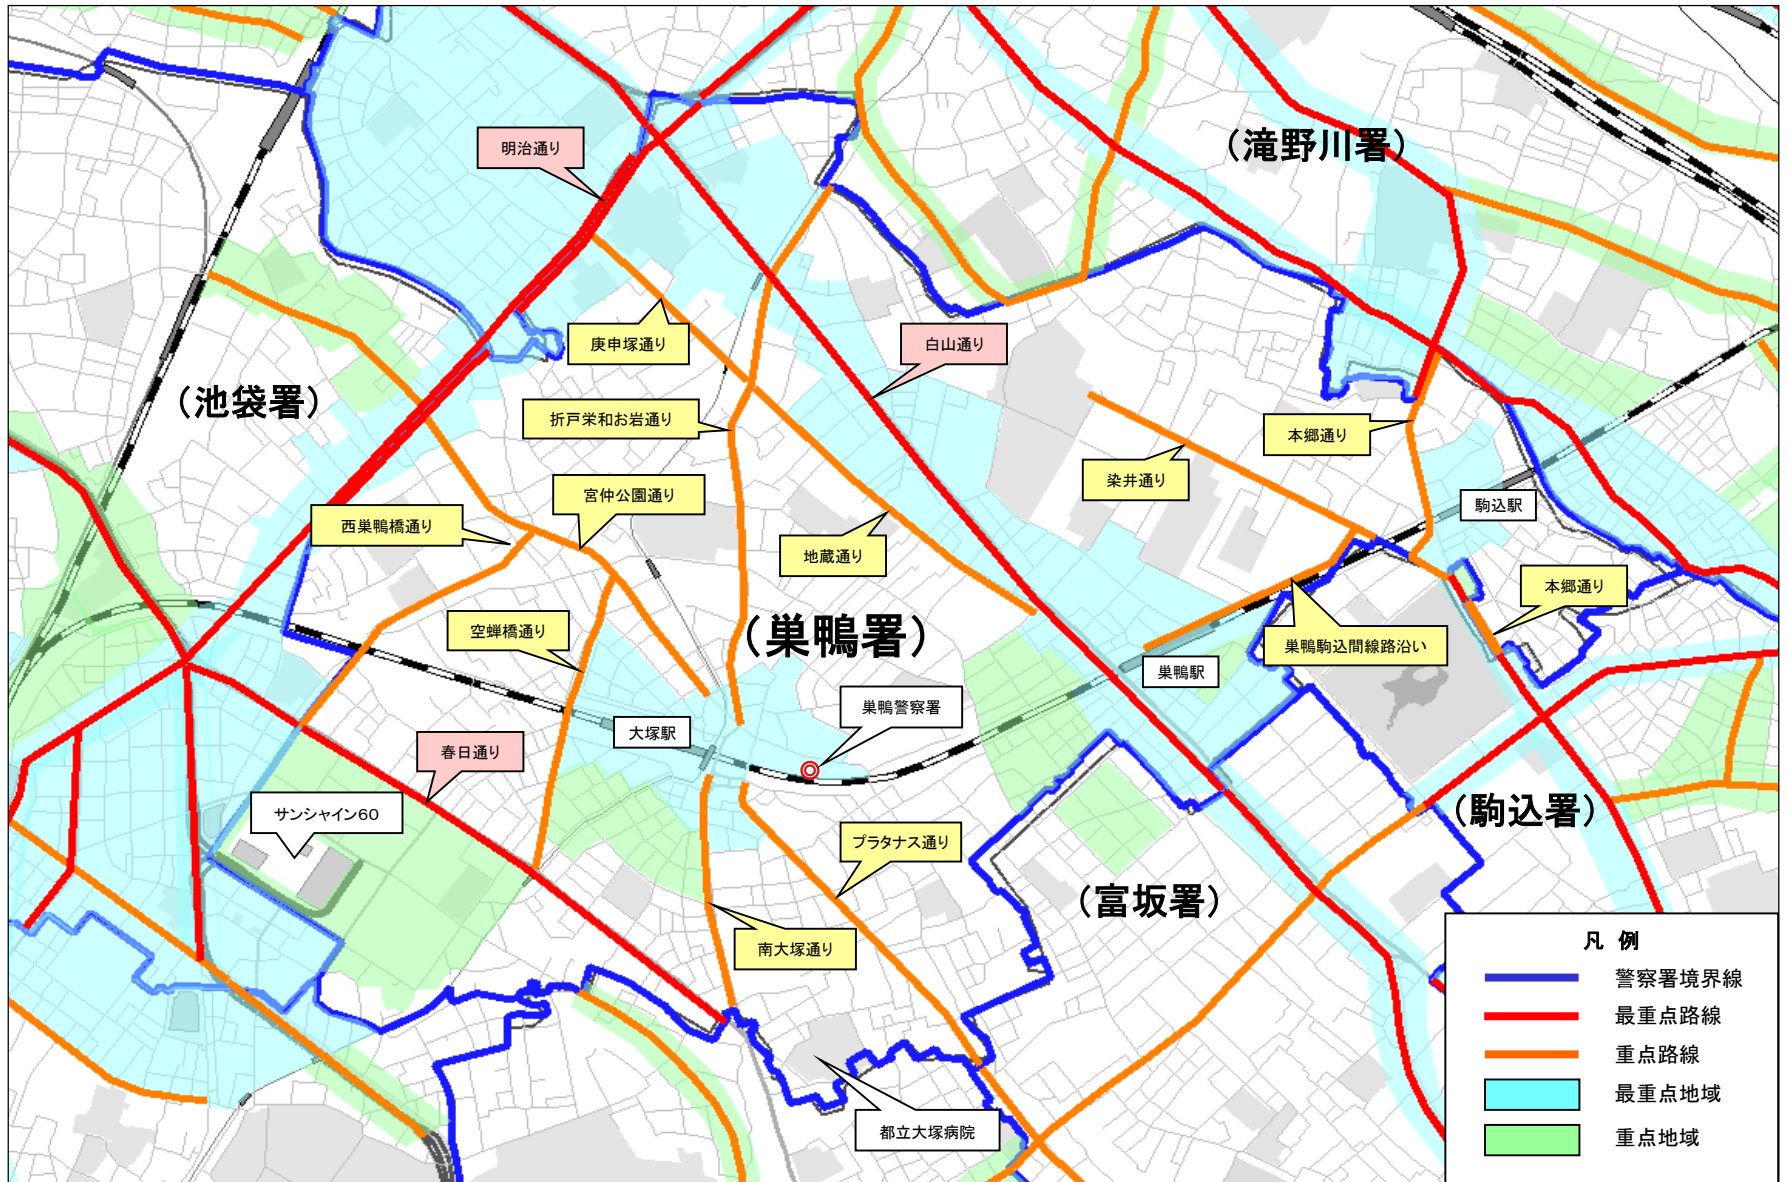 （滝野川署）
明治通り
庚申塚通り
白山通り
（池袋署）
折戸栄和お岩通り
本郷通り
染井通り
宮仲公園通り
駒込駅
西巣鴨橋通り
地蔵通り
本郷通り
空蝉橋通り
（巣鴨署）
巣鴨駒込間線路沿い
巣鴨駅
巣鴨警察署
大塚駅
春日通り
サンシャイン60
（駒込署）
プラタナス通り
（富坂署）
南大塚通り
都立大塚病院
凡 例
警察署境界線
最重点路線
重点路線
最重点地域
重点地域